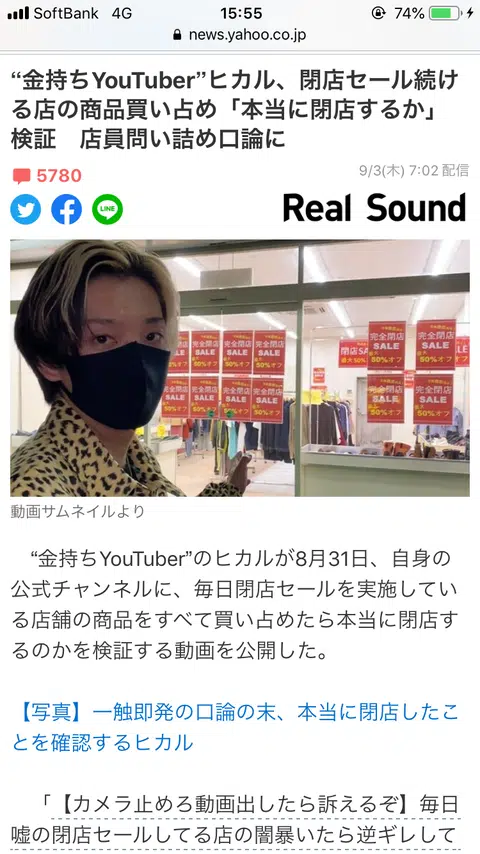 SoftBank 4G 15:55 74%
news.yahoo.co.jp
“金持ちYouTuber”ヒカル、閉店セール続け
る店の商品買い占め「本当に閉店するか」
検証　店員問い詰め口論に
5780
9/3(木) 7:02 配信
LINE
Real Sound
完全閉店 SALE 50%オフ
動画サムネイルより
“金持ちYouTuber”のヒカルが8月31日、自身の
公式チャンネルに、毎日閉店セールを実施してい
る店舗の商品をすべて買い占めたら本当に閉店す
るのかを検証する動画を公開した。
【写真】一触即発の口論の末、本当に閉店したこ
とを確認するヒカル
「【カメラ止めろ動画出したら訴えるぞ】毎日
嘘の閉店セールしてる店の闇暴いたら逆ギレして